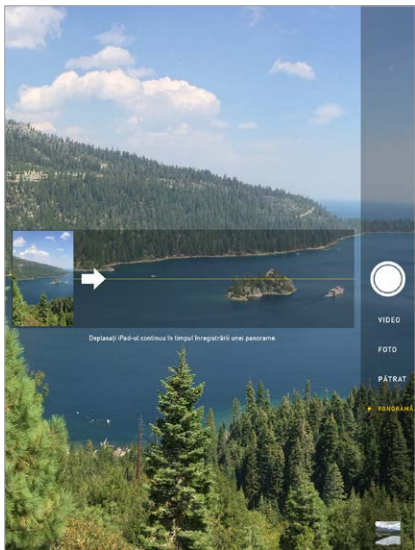 Deplasați iPad-ul continuu în timpul înregistrării unei panorame.
VIDEO
FOTO
PĂTRAT
PANORAMĂ